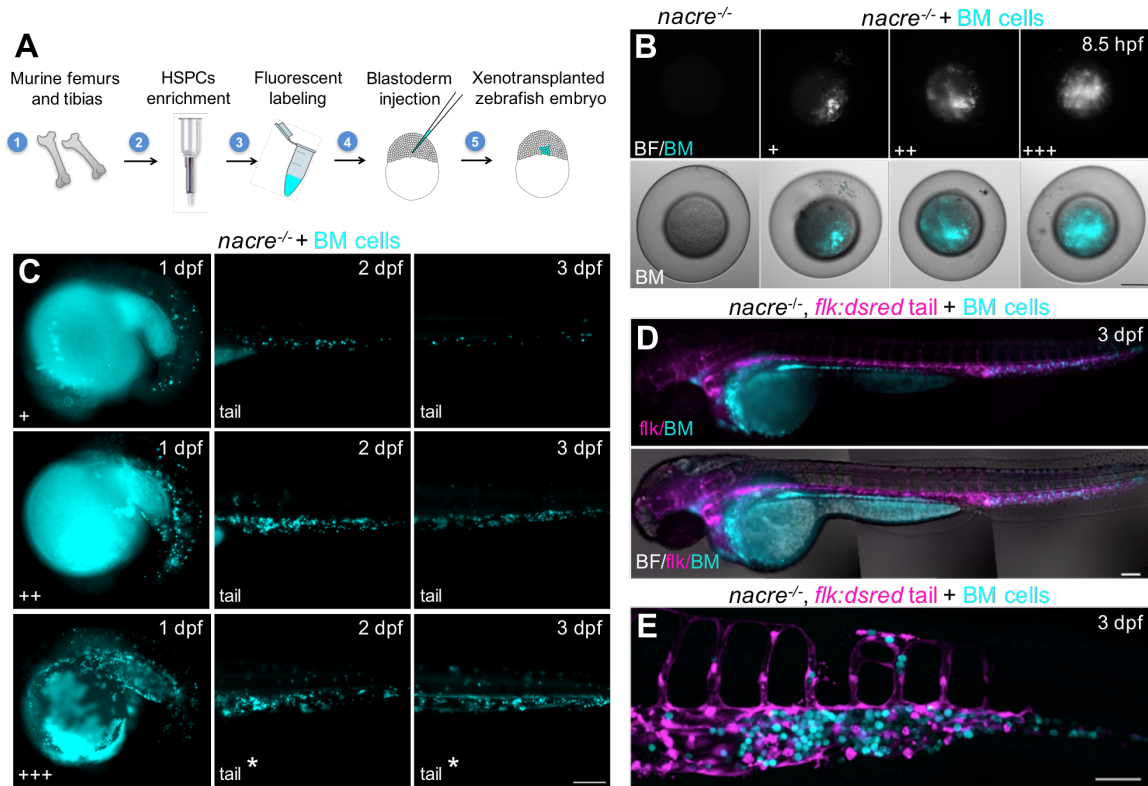 A
Murine femurs
and tibias
HSPCs
enrichment
Fluorescent
labeling
Blastoderm
injection
Xenotransplanted
zebrafish embryo
1
2
3
4
5
nacre-/-
nacre-/- + BM cells
B
8.5 hpf
BF/BM
+
++
+++
BM
nacre-/- + BM cells
C
1 dpf
2 dpf
3 dpf
+
tail
tail
1 dpf
2 dpf
3 dpf
++
tail
tail
1 dpf
2 dpf
3 dpf
+++
tail *
tail *
nacre-/-, flk:dsred tail + BM cells
D
3 dpf
flk/BM
BF/flk/BM
nacre-/-, flk:dsred tail + BM cells
E
3 dpf